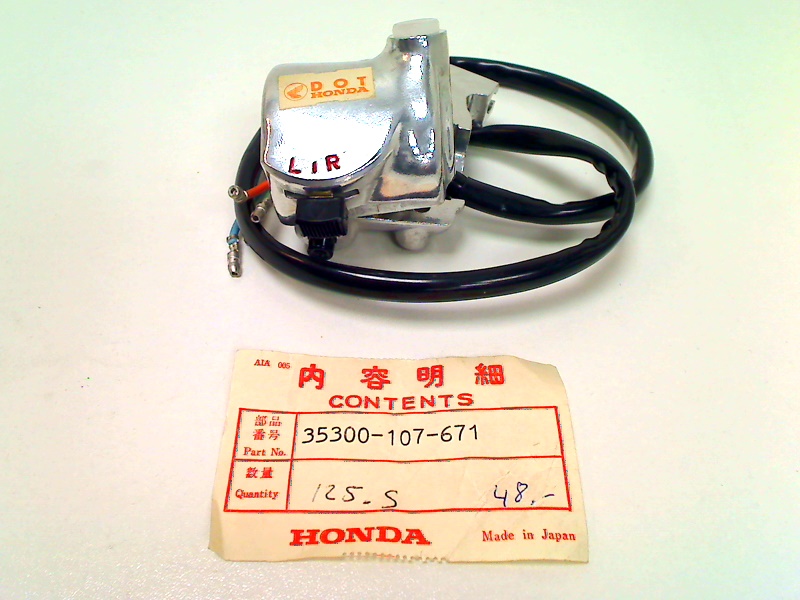 DOT
HONDA
L I R
AIA 005
内容明細
CONTENTS
部品
番号
Part No.
35300-107-671
数量
Quantity
125-S 48,-
HONDA
Made in Japan